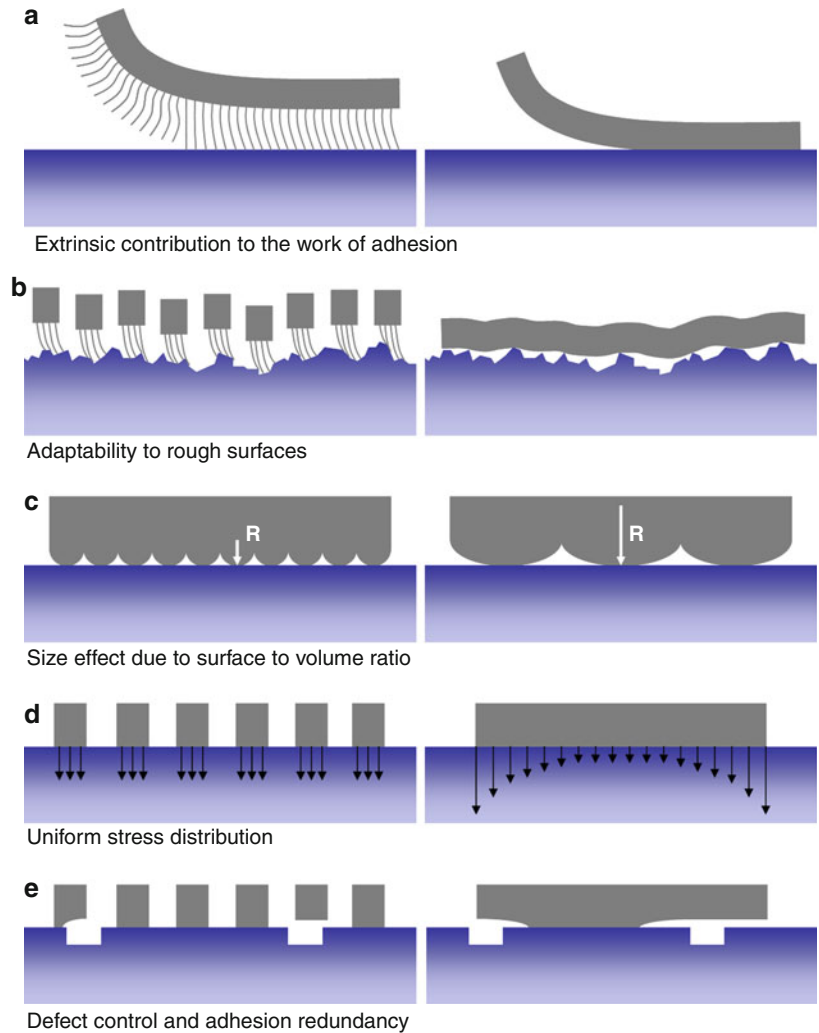 a
Extrinsic contribution to the work of adhesion
b
Adaptability to rough surfaces
c
R
R
Size effect due to surface to volume ratio
d
Uniform stress distribution
e
Defect control and adhesion redundancy